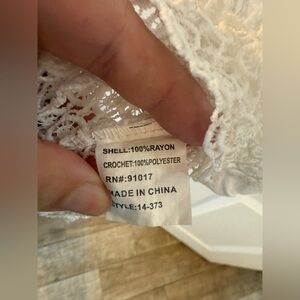 SHELL:100%RAYON
CROCHET:100%POLYESTER
RN#:91017
MADE IN CHINA
STYLE:14-373